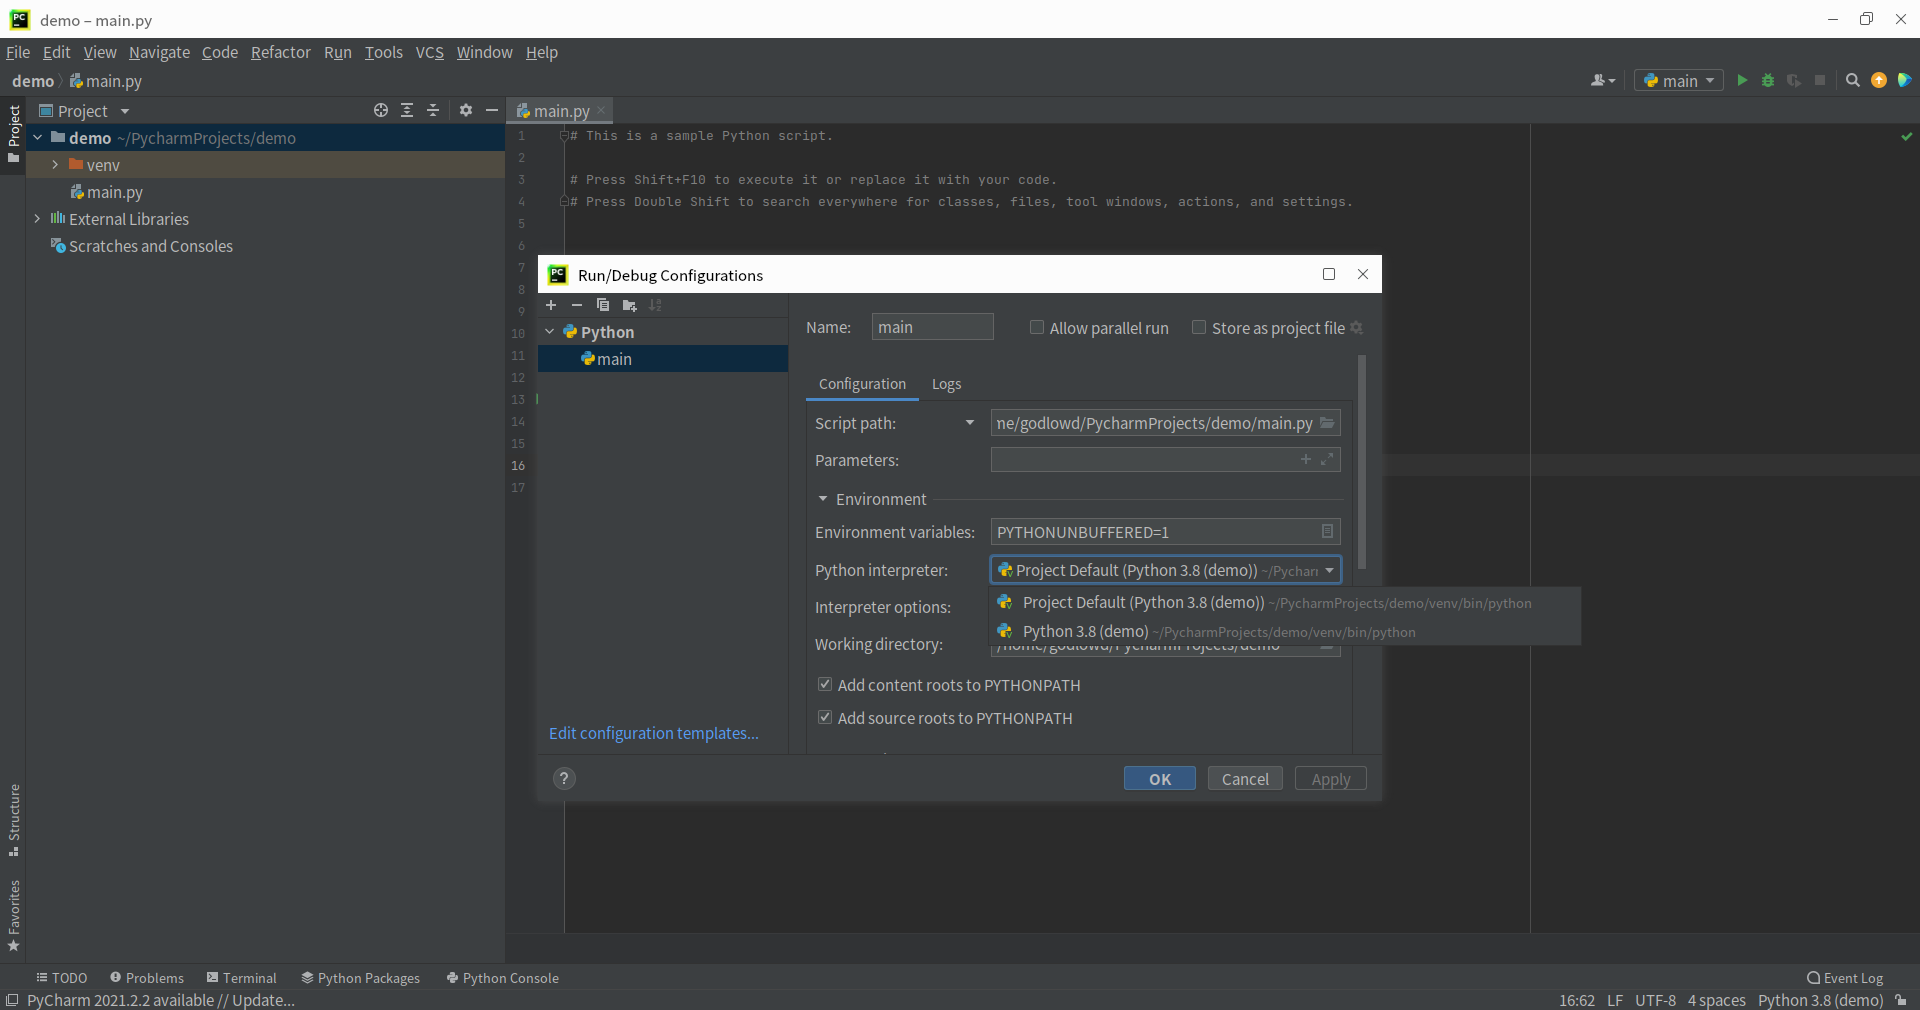 demo – main.py
File Edit View Navigate Code Refactor Run Tools VCS Window Help
demo main.py
main
Project
Project
main.py
demo ~/PycharmProjects/demo
venv
main.py
External Libraries
Scratches and Consoles
1 # This is a sample Python script.
2
3 # Press Shift+F10 to execute it or replace it with your code.
4 # Press Double Shift to search everywhere for classes, files, tool windows, actions, and settings.
5
6
7
8
9
10
11
12
13
14
15
16
17
Run/Debug Configurations
Python
main
Edit configuration templates...
Name: main
Allow parallel run
Store as project file
Configuration Logs
Script path: ne/godlowd/PycharmProjects/demo/main.py
Parameters:
Environment
Environment variables: PYTHONUNBUFFERED=1
Python interpreter: Project Default (Python 3.8 (demo)) ~/Pychar
Project Default (Python 3.8 (demo)) ~/PycharmProjects/demo/venv/bin/python
Interpreter options:
Python 3.8 (demo) ~/PycharmProjects/demo/venv/bin/python
Working directory: /home/godlowd/PycharmProjects/demo
Add content roots to PYTHONPATH
Add source roots to PYTHONPATH
?
OK Cancel Apply
Structure
Favorites
TODO Problems Terminal Python Packages Python Console Event Log
PyCharm 2021.2.2 available // Update... 16:62 LF UTF-8 4 spaces Python 3.8 (demo)